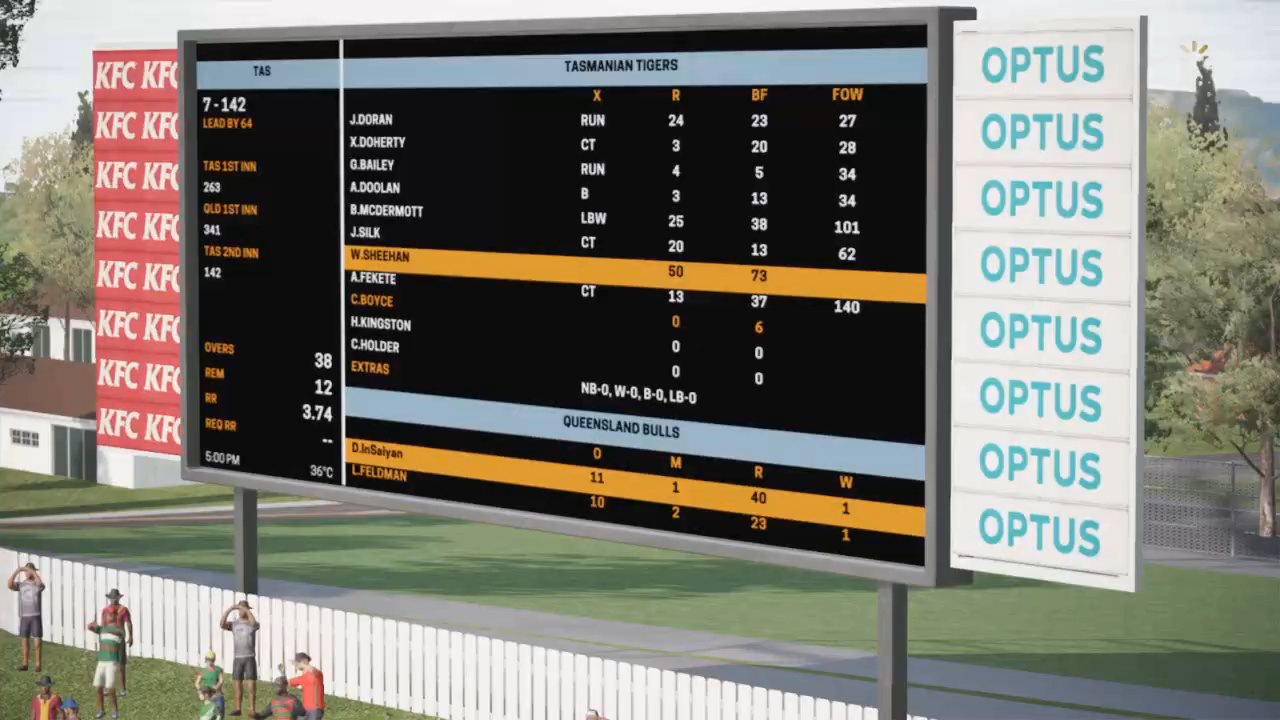 KFC KFC
KFC KFC
KFC KFC
KFC KFC
KFC KFC
KFC KFC
KFC KFC
KFC KFC
TAS
7 - 142
LEAD BY 64
TAS 1ST INN
263
QLD 1ST INN
341
TAS 2ND INN
142
OVERS 38
REM 12
RR 3.74
REQ RR --
5:00 PM 36°C
TASMANIAN TIGERS
X R BF FOW
J.DORAN RUN 24 23 27
X.DOHERTY CT 3 20 28
G.BAILEY RUN 4 5 34
A.DOOLAN B 3 13 34
B.MCDERMOTT LBW 25 38 101
J.SILK CT 20 13 62
W.SHEEHAN 50 73
A.FEKETE CT 13 37 140
C.BOYCE 0 6
H.KINGSTON 0 0
C.HOLDER 0 0
EXTRAS NB-0, W-0, B-0, LB-0
QUEENSLAND BULLS
O M R W
D.InSaiyan 11 1 40 1
L.FELDMAN 10 2 23 1
OPTUS
OPTUS
OPTUS
OPTUS
OPTUS
OPTUS
OPTUS
OPTUS